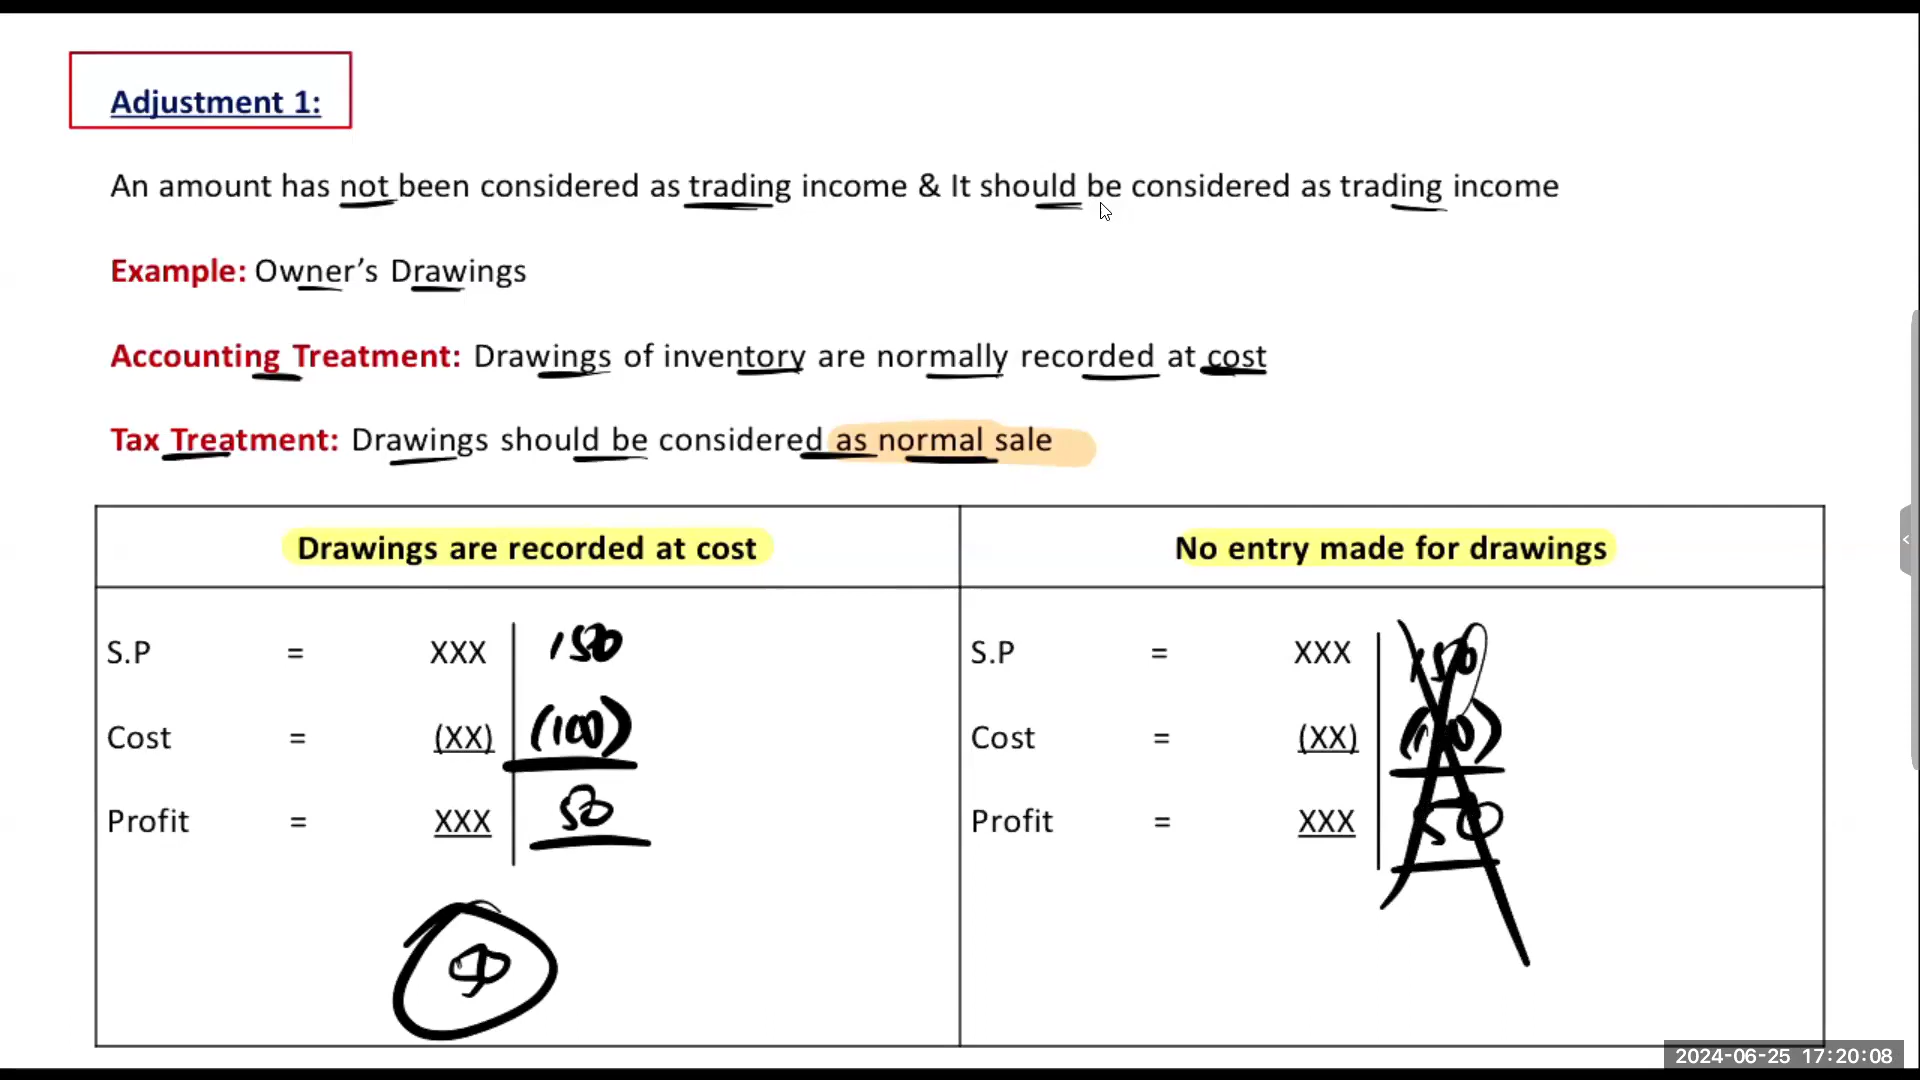 Adjustment 1:
An amount has not been considered as trading income & It should be considered as trading income
Example: Owner’s Drawings
Accounting Treatment: Drawings of inventory are normally recorded at cost
Tax Treatment: Drawings should be considered as normal sale
Drawings are recorded at cost
No entry made for drawings
S.P = XXX 150
Cost = (XX) (100)
Profit = XXX 50
S.P = XXX 150
Cost = (XX)
Profit = XXX 50
2024-06-25 17:20:08